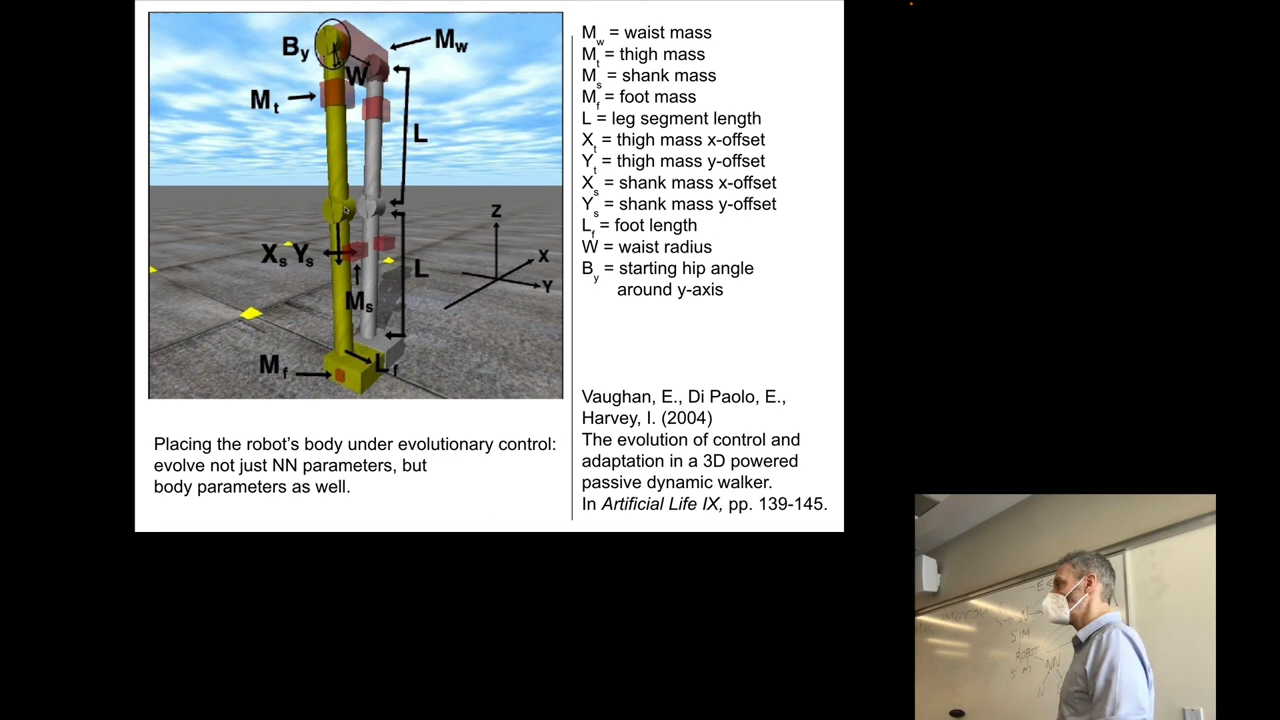 By
Mw
W
Mt
L
Z
X
Y
Xs Ys
L
Ms
Mf
Lf
Mw = waist mass
Mt = thigh mass
Ms = shank mass
Mf = foot mass
L = leg segment length
Xt = thigh mass x-offset
Yt = thigh mass y-offset
Xs = shank mass x-offset
Ys = shank mass y-offset
Lf = foot length
W = waist radius
By = starting hip angle
around y-axis
Vaughan, E., Di Paolo, E.,
Harvey, I. (2004)
The evolution of control and
adaptation in a 3D powered
passive dynamic walker.
In Artificial Life IX, pp. 139-145.
Placing the robot's body under evolutionary control:
evolve not just NN parameters, but
body parameters as well.
SIM
ROBOT
NN